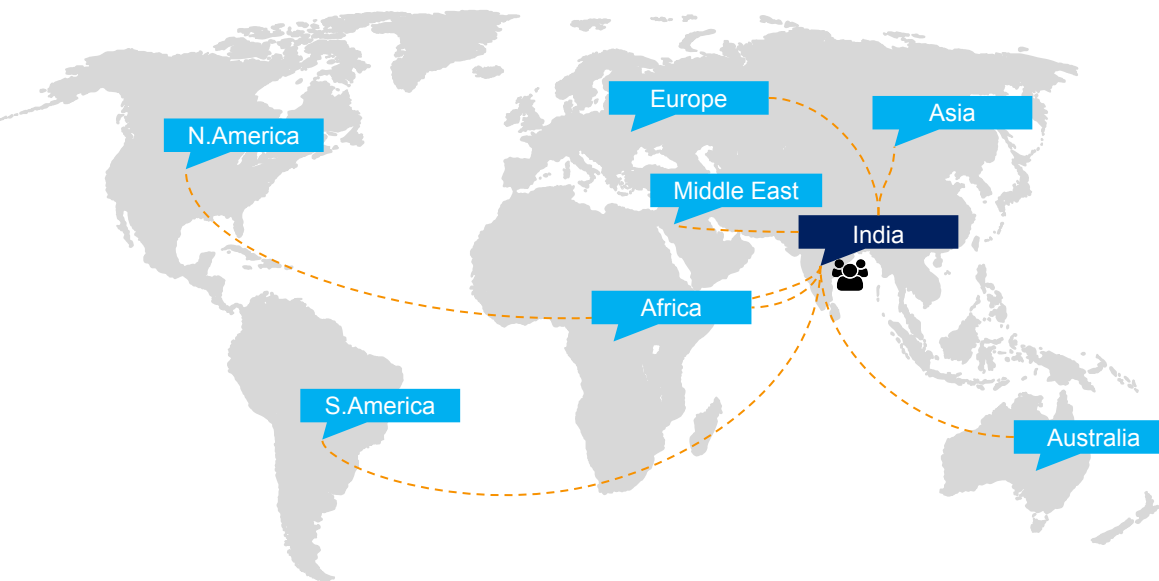 Europe
Asia
N.America
Middle East
India
Africa
S.America
Australia